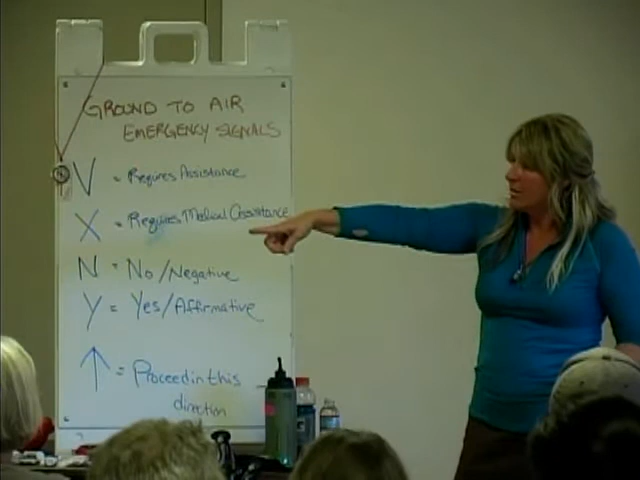 GROUND TO AIR
EMERGENCY SIGNALS
V = Requires Assistance
X = Requires Medical Assistance
N = No/Negative
Y = Yes/Affirmative
↑ = Proceed in this
direction